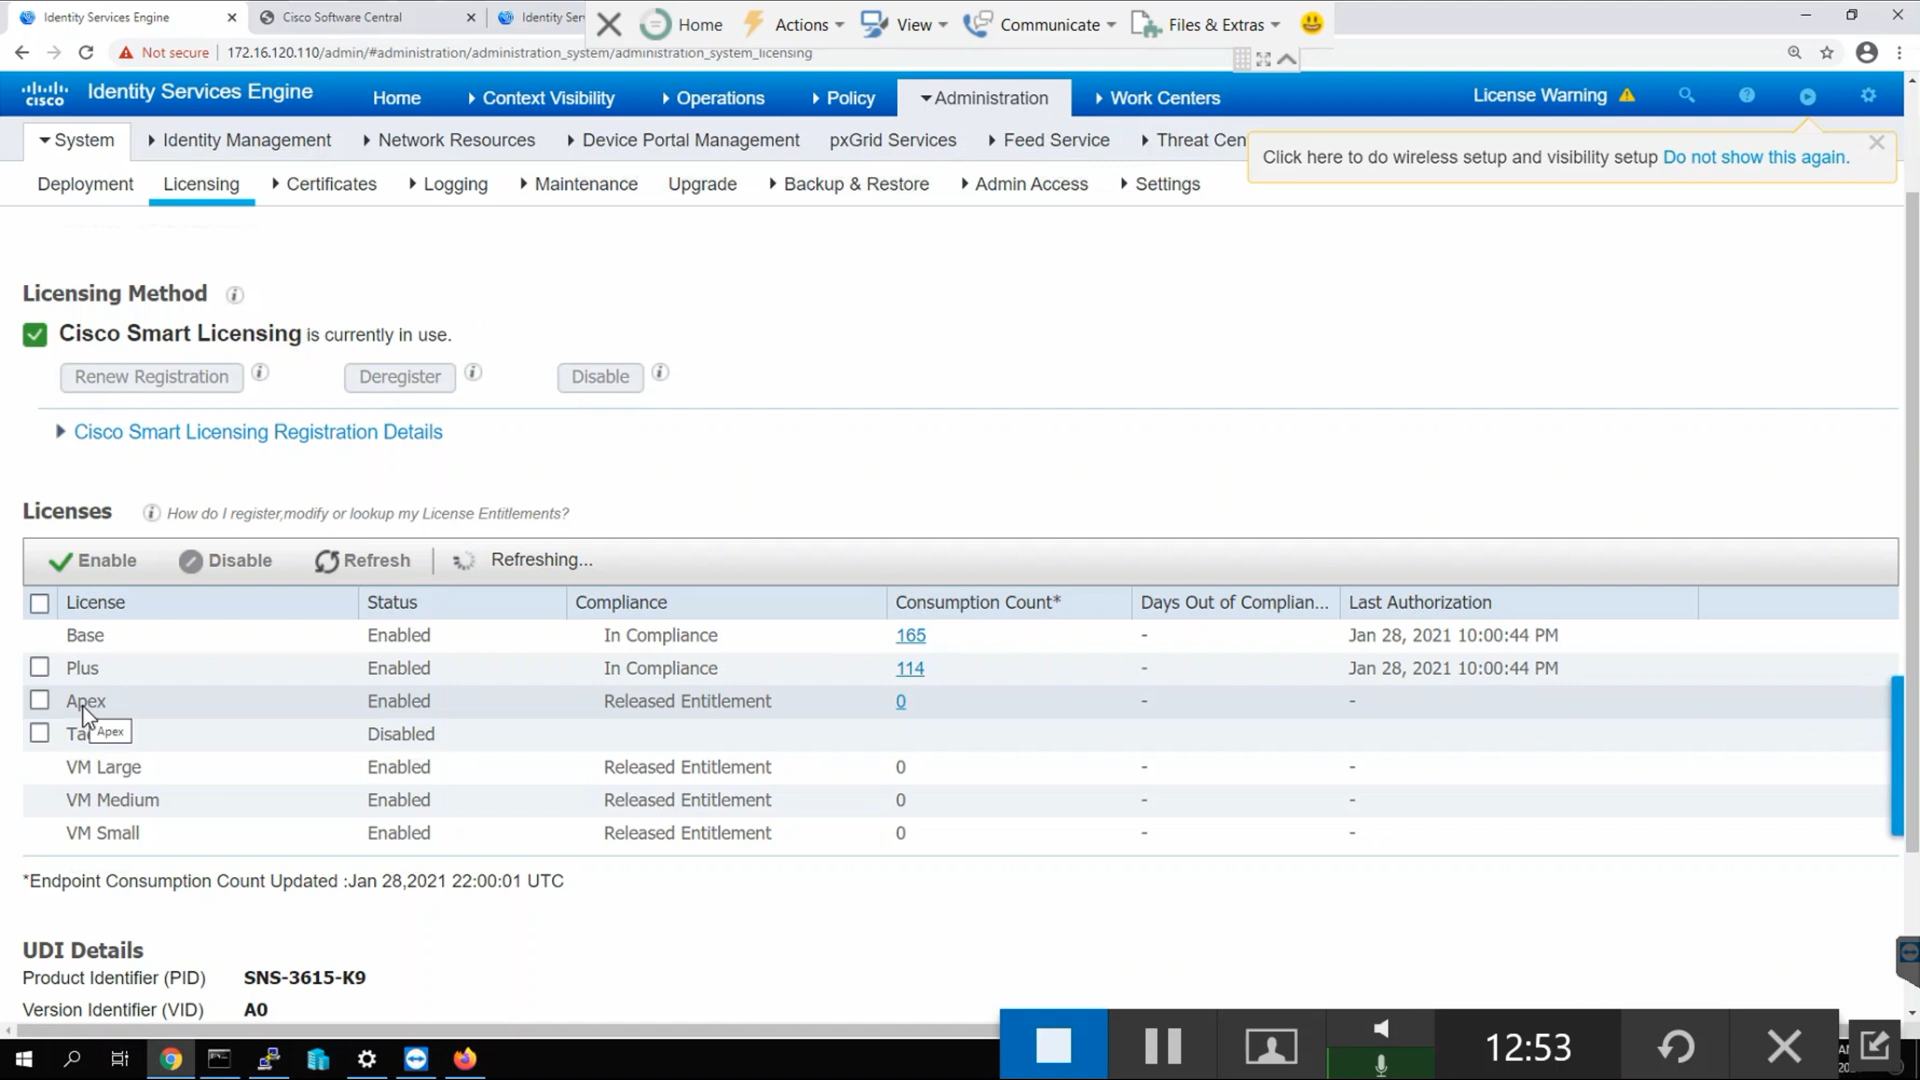 Identity Services Engine
Cisco Software Central
Identity Ser
Home
Actions
View
Communicate
Files & Extras
Not secure
172.16.120.110/admin/#administration/administration_system/administration_system_licensing
cisco
Identity Services Engine
Home
Context Visibility
Operations
Policy
Administration
Work Centers
License Warning
System
Identity Management
Network Resources
Device Portal Management
pxGrid Services
Feed Service
Threat Cen
Click here to do wireless setup and visibility setup Do not show this again.
Deployment
Licensing
Certificates
Logging
Maintenance
Upgrade
Backup & Restore
Admin Access
Settings
Licensing Method
Cisco Smart Licensing is currently in use.
Renew Registration
Deregister
Disable
Cisco Smart Licensing Registration Details
Licenses
How do I register,modify or lookup my License Entitlements?
Enable
Disable
Refresh
Refreshing...
License Status Compliance Consumption Count* Days Out of Complian... Last Authorization
Base Enabled In Compliance 165 - Jan 28, 2021 10:00:44 PM
Plus Enabled In Compliance 114 - Jan 28, 2021 10:00:44 PM
Apex Enabled Released Entitlement 0 - -
Ta Disabled
Apex
VM Large Enabled Released Entitlement 0 - -
VM Medium Enabled Released Entitlement 0 - -
VM Small Enabled Released Entitlement 0 - -
*Endpoint Consumption Count Updated :Jan 28,2021 22:00:01 UTC
UDI Details
Product Identifier (PID) SNS-3615-K9
Version Identifier (VID) A0
12:53